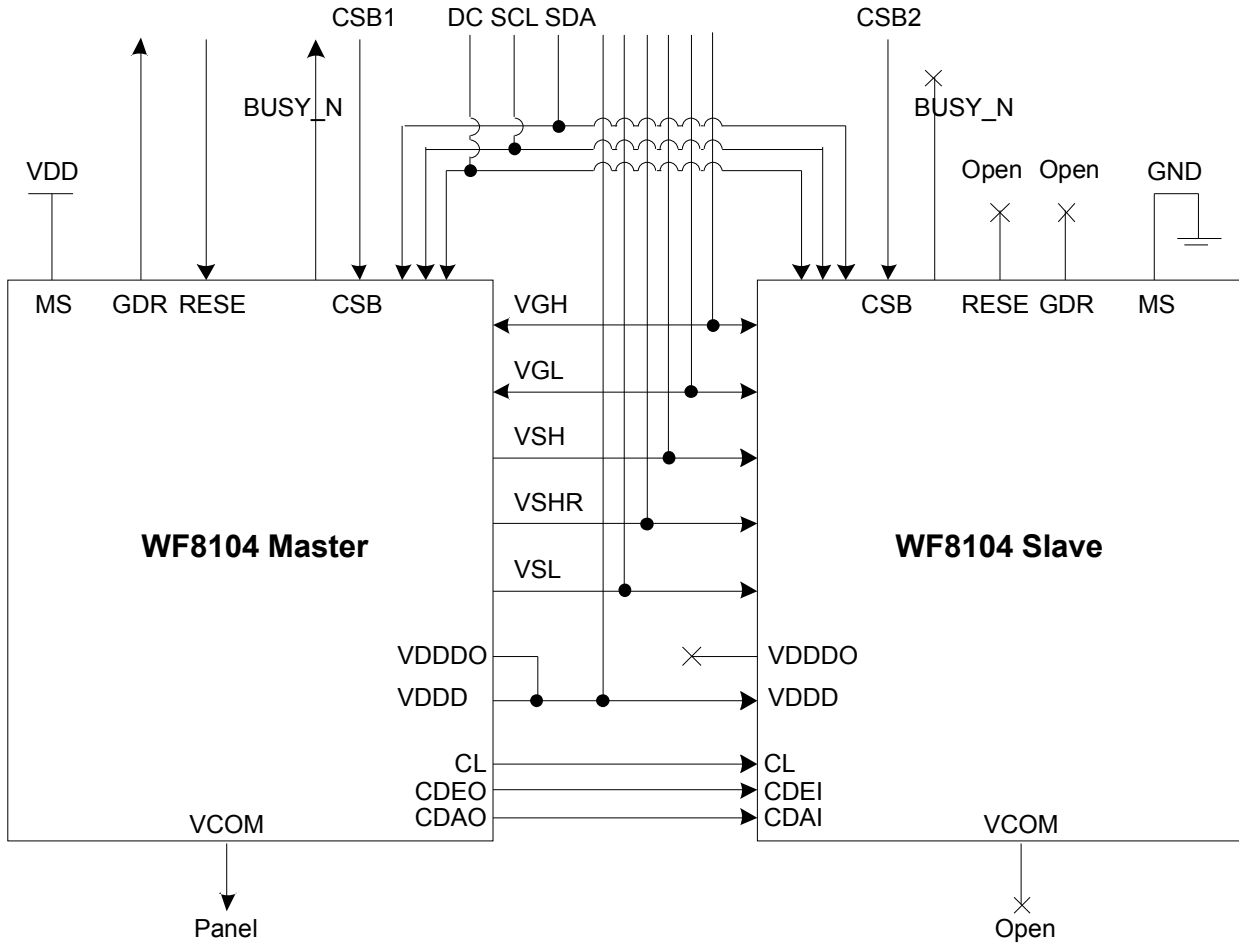 CSB1 DC SCL SDA CSB2
BUSY_N BUSY_N
VDD Open Open GND
MS GDR RESE CSB VGH CSB RESE GDR MS
VGL
VSH
VSHR
WF8104 Master WF8104 Slave
VSL
VDDDO VDDDO
VDDD VDDD
CL CL
CDEO CDEI
CDAO CDAI
VCOM VCOM
Panel Open